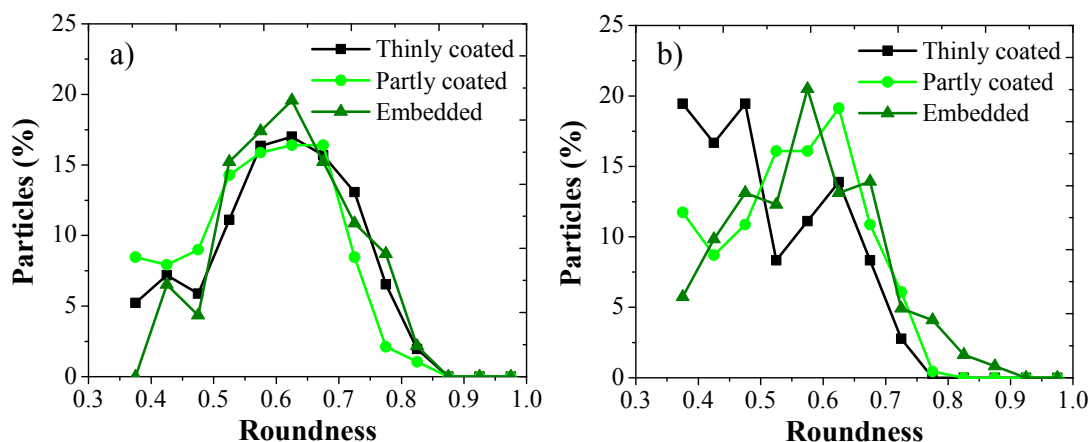 a)
Thinly coated
Partly coated
Embedded
25
20
15
10
5
0
Particles (%)
0.3 0.4 0.5 0.6 0.7 0.8 0.9 1.0
Roundness
b)
Thinly coated
Partly coated
Embedded
25
20
15
10
5
0
Particles (%)
0.3 0.4 0.5 0.6 0.7 0.8 0.9 1.0
Roundness